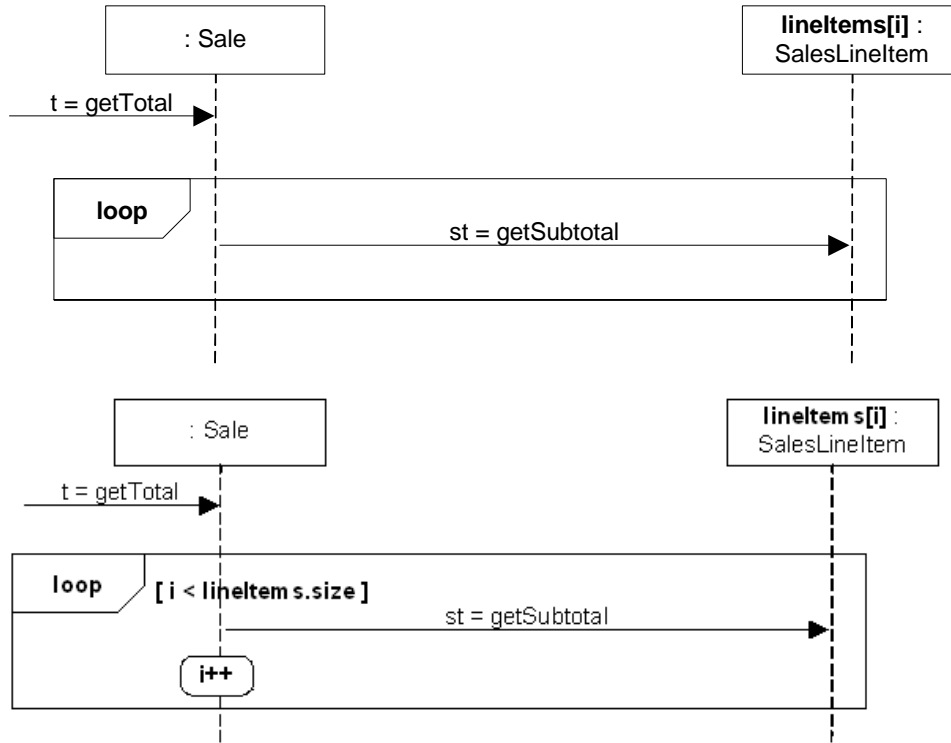 : Sale
lineItems[i] :
SalesLineItem
t = getTotal
loop
st = getSubtotal
: Sale
lineItems[i] :
SalesLineItem
t = getTotal
loop
[ i < lineItems.size ]
st = getSubtotal
i++